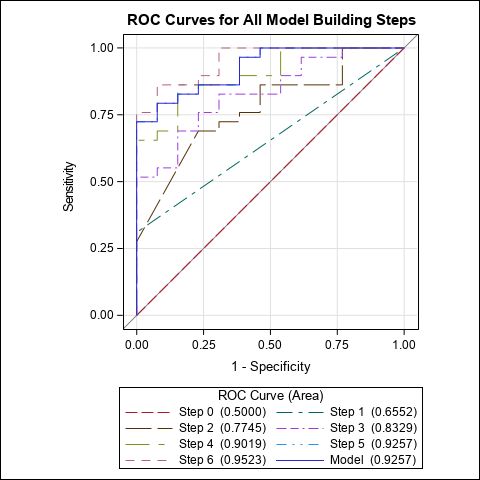 ROC Curves for All Model Building Steps
1.00
0.75
0.50
0.25
0.00
Sensitivity
0.00 0.25 0.50 0.75 1.00
1 - Specificity
ROC Curve (Area)
Step 0 (0.5000) Step 1 (0.6552)
Step 2 (0.7745) Step 3 (0.8329)
Step 4 (0.9019) Step 5 (0.9257)
Step 6 (0.9523) Model (0.9257)